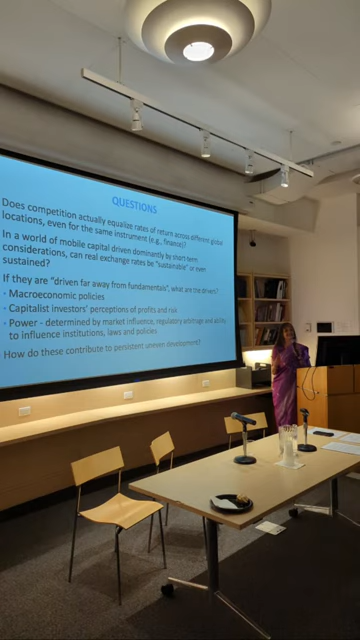 QUESTIONS
Does competition actually equalize rates of return across different global
locations, even for the same instrument (e.g., finance)?
In a world of mobile capital driven dominantly by short term
considerations, can real exchange rates be "sustainable" or ever
sustained?
If they are "driven far away from fundamentals", what are the drivers?
- Macroeconomic policies
- Capitalist investors' perceptions of profits and risk
- Power - determined by market influence, regulatory arbitrage and ability
to influence institutions, laws and policies
How do these contribute to persistent uneven development?